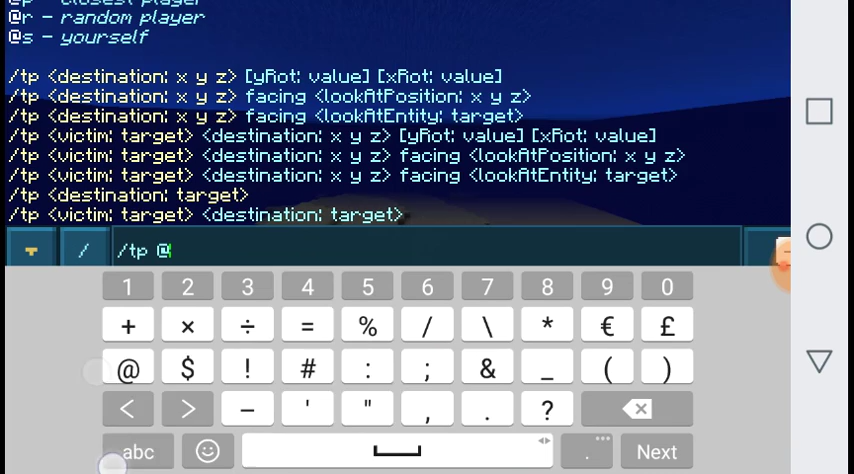 @p - closest player
@r - random player
@s - yourself
/tp <destination: x y z> [yRot: value] [xRot: value]
/tp <destination: x y z> facing <lookAtPosition: x y z>
/tp <destination: x y z> facing <lookAtEntity: target>
/tp <victim: target> <destination: x y z> [yRot: value] [xRot: value]
/tp <victim: target> <destination: x y z> facing <lookAtPosition: x y z>
/tp <victim: target> <destination: x y z> facing <lookAtEntity: target>
/tp <destination: target>
/tp <victim: target> <destination: target>
/ /tp @
1 2 3 4 5 6 7 8 9 0
+ × ÷ = % / \ * € £
@ $ ! # : ; & _ ( )
< > - ' " , . ?
abc . ... Next